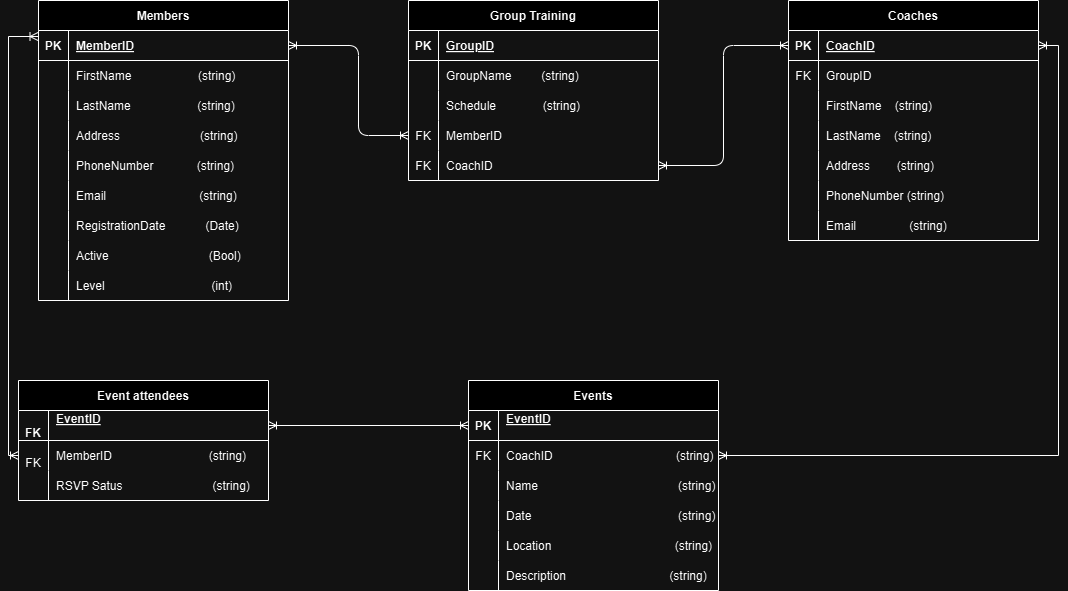 Members
PK MemberID
FirstName (string)
LastName (string)
Address (string)
PhoneNumber (string)
Email (string)
RegistrationDate (Date)
Active (Bool)
Level (int)
Group Training
PK GroupID
GroupName (string)
Schedule (string)
FK MemberID
FK CoachID
Coaches
PK CoachID
FK GroupID
FirstName (string)
LastName (string)
Address (string)
PhoneNumber (string)
Email (string)
Event attendees
FK EventID
FK MemberID (string)
RSVP Satus (string)
Events
PK EventID
FK CoachID (string)
Name (string)
Date (string)
Location (string)
Description (string)